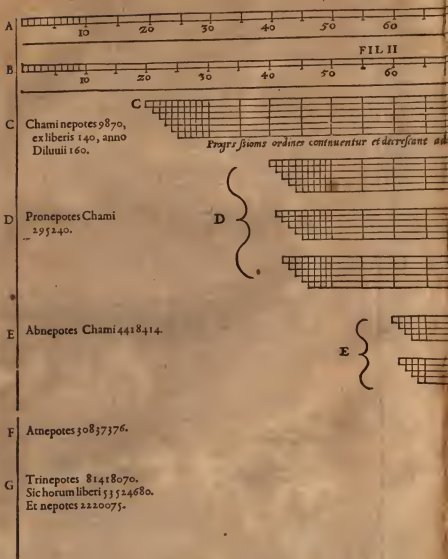 A
10 20 30 40 50 60
FIL II
B
10 20 30 40 50 60
C
C Chami nepotes 9870,
ex liberis 140, anno
Diluuii 160.
Progrsſsioms ordines continuentur et decreſcant ad
D Pronepotes Chami
295240.
D
E Abnepotes Chami 4418414.
E
F Atnepotes 30837376.
G Trinepotes 81418070.
Sic horum liberi 53524680.
Et nepotes 2220075.